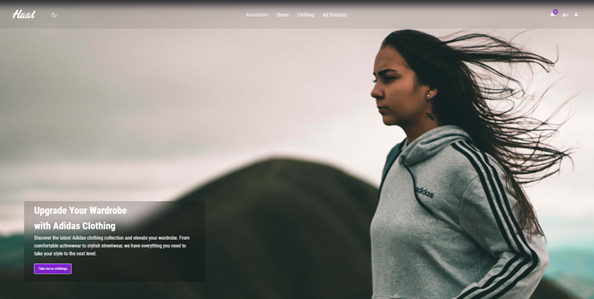 Haal
Accessories Shoes Clothing All Products
Upgrade Your Wardrobe
with Adidas Clothing
Discover the latest Adidas clothing collection and elevate your wardrobe. From
comfortable activewear to stylish streetwear, we have everything you need to
take your style to the next level.
Take me to clothings
adidas